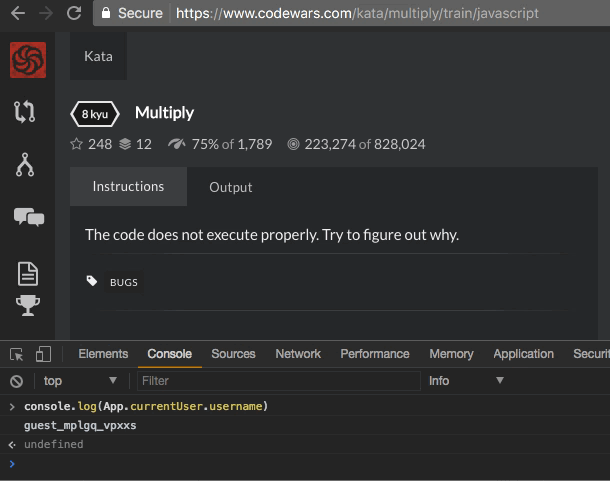 Secure https://www.codewars.com/kata/multiply/train/javascript
Kata
8 kyu Multiply
248 12 75% of 1,789 223,274 of 828,024
Instructions Output
The code does not execute properly. Try to figure out why.
BUGS
Elements Console Sources Network Performance Memory Application Securi
top Filter Info
> console.log(App.currentUser.username)
guest_mplgq_vpxxs
undefined
>